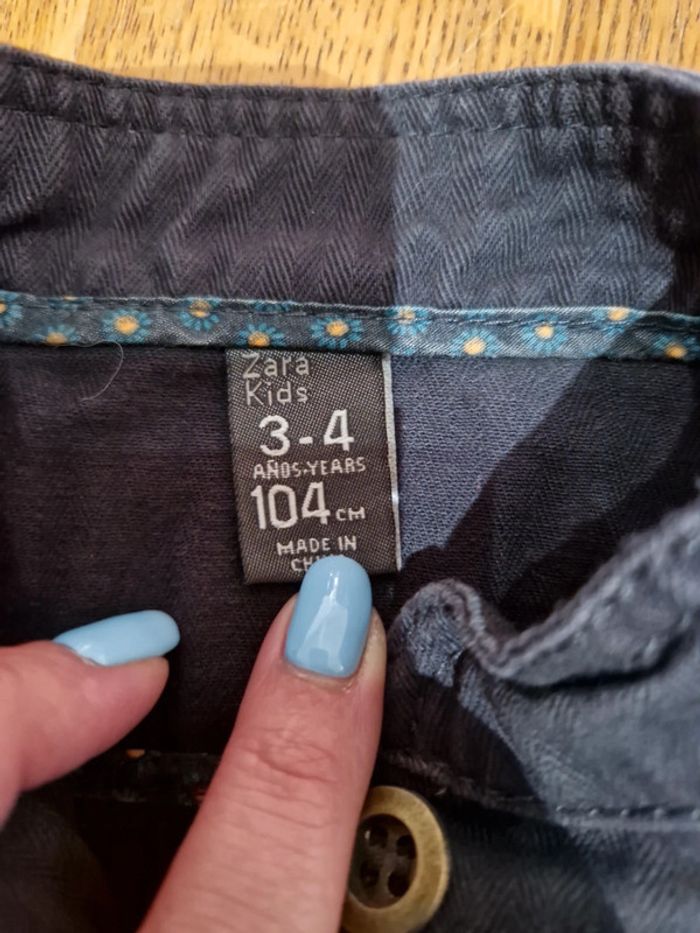 Zara
Kids
3-4
AÑOS-YEARS
104 CM
MADE IN